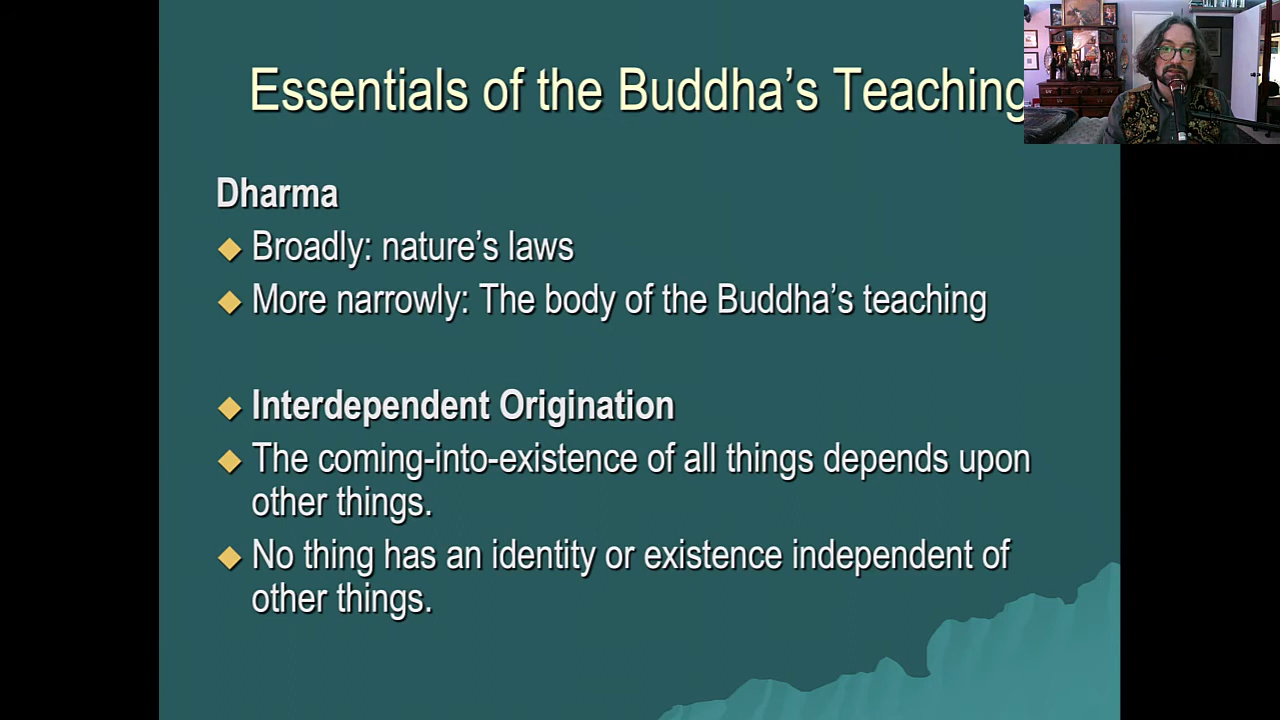 Essentials of the Buddha’s Teaching
Dharma
Broadly: nature’s laws
More narrowly: The body of the Buddha’s teaching
Interdependent Origination
The coming-into-existence of all things depends upon
other things.
No thing has an identity or existence independent of
other things.